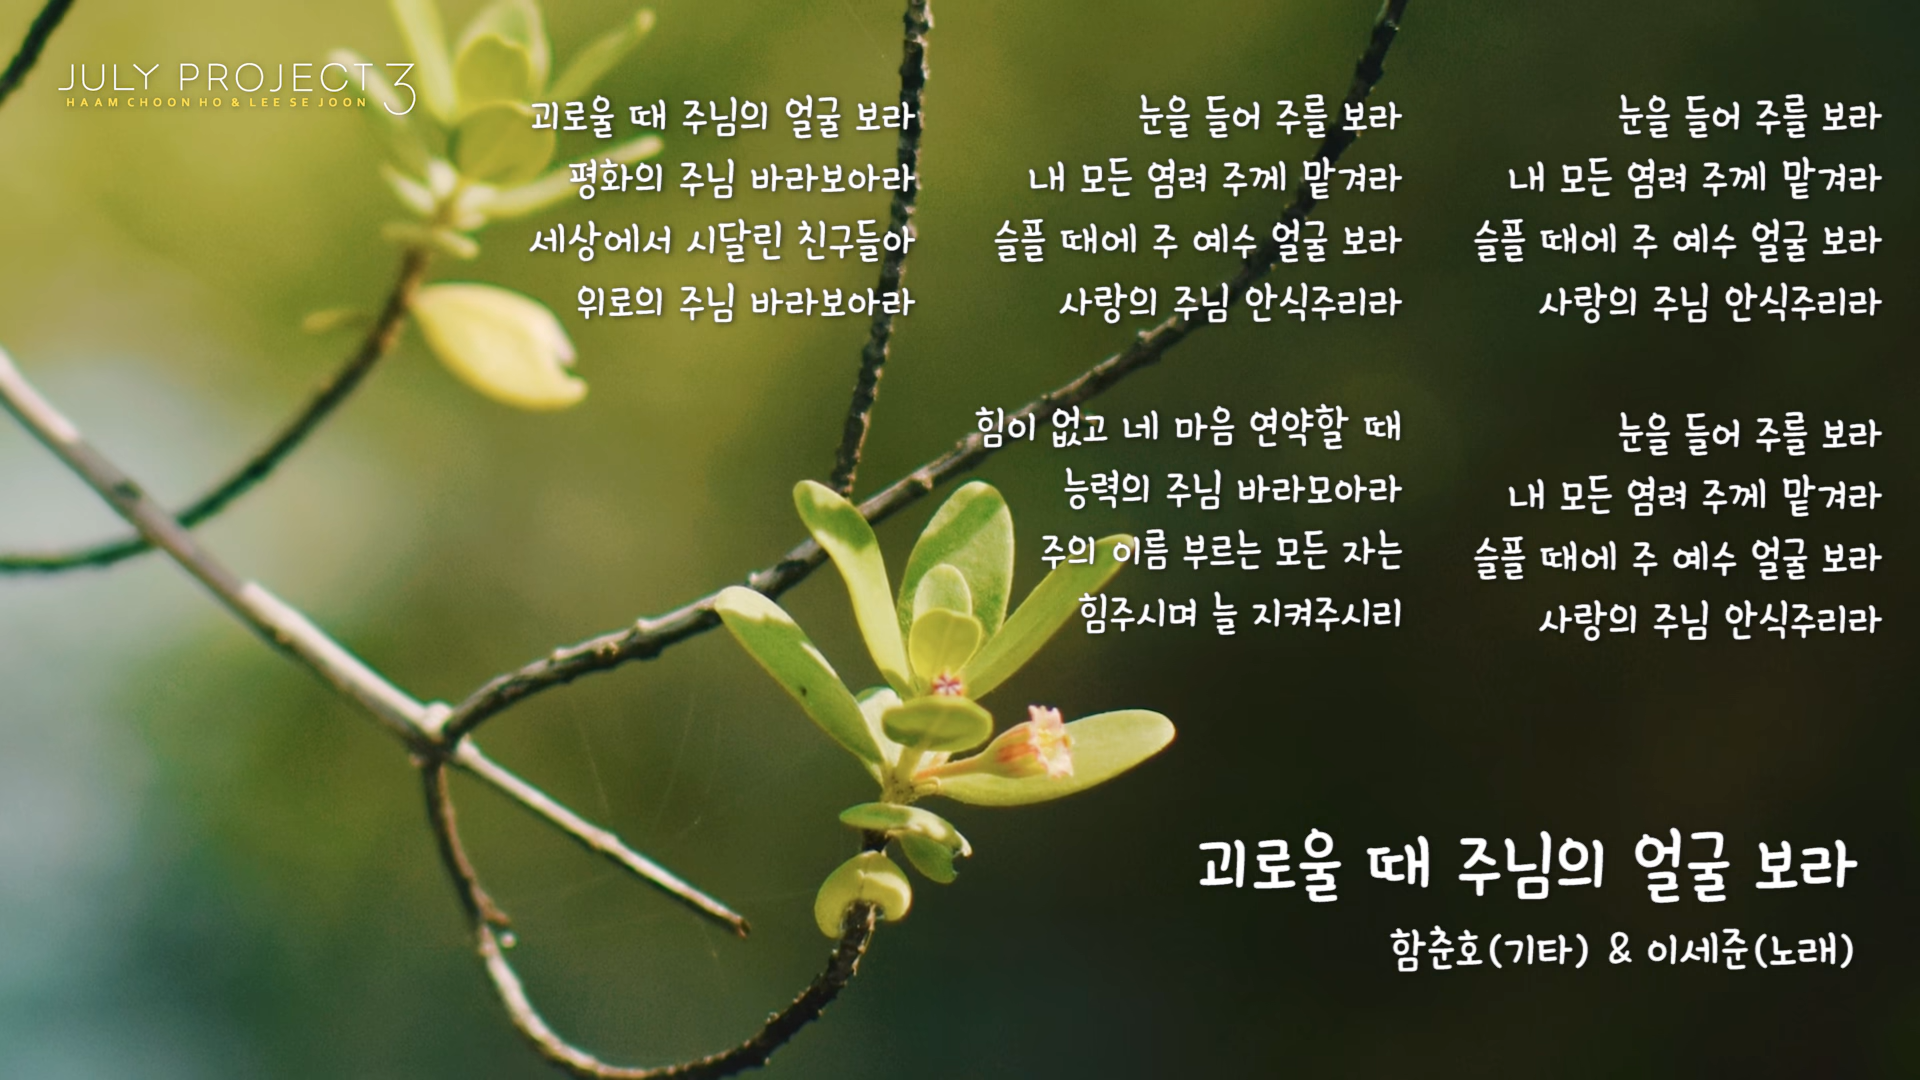 JULY PROJECT 3
HAAM CHOON HO & LEE SE JOON
괴로울 때 주님의 얼굴 보라
평화의 주님 바라보아라
세상에서 시달린 친구들아
위로의 주님 바라보아라
눈을 들어 주를 보라
내 모든 염려 주께 맡겨라
슬플 때에 주 예수 얼굴 보라
사랑의 주님 안식주리라
힘이 없고 네 마음 연약할 때
능력의 주님 바라모아라
주의 이름 부르는 모든 자는
힘주시며 늘 지켜주시리
눈을 들어 주를 보라
내 모든 염려 주께 맡겨라
슬플 때에 주 예수 얼굴 보라
사랑의 주님 안식주리라
눈을 들어 주를 보라
내 모든 염려 주께 맡겨라
슬플 때에 주 예수 얼굴 보라
사랑의 주님 안식주리라
괴로울 때 주님의 얼굴 보라
함춘호(기타) & 이세준(노래)